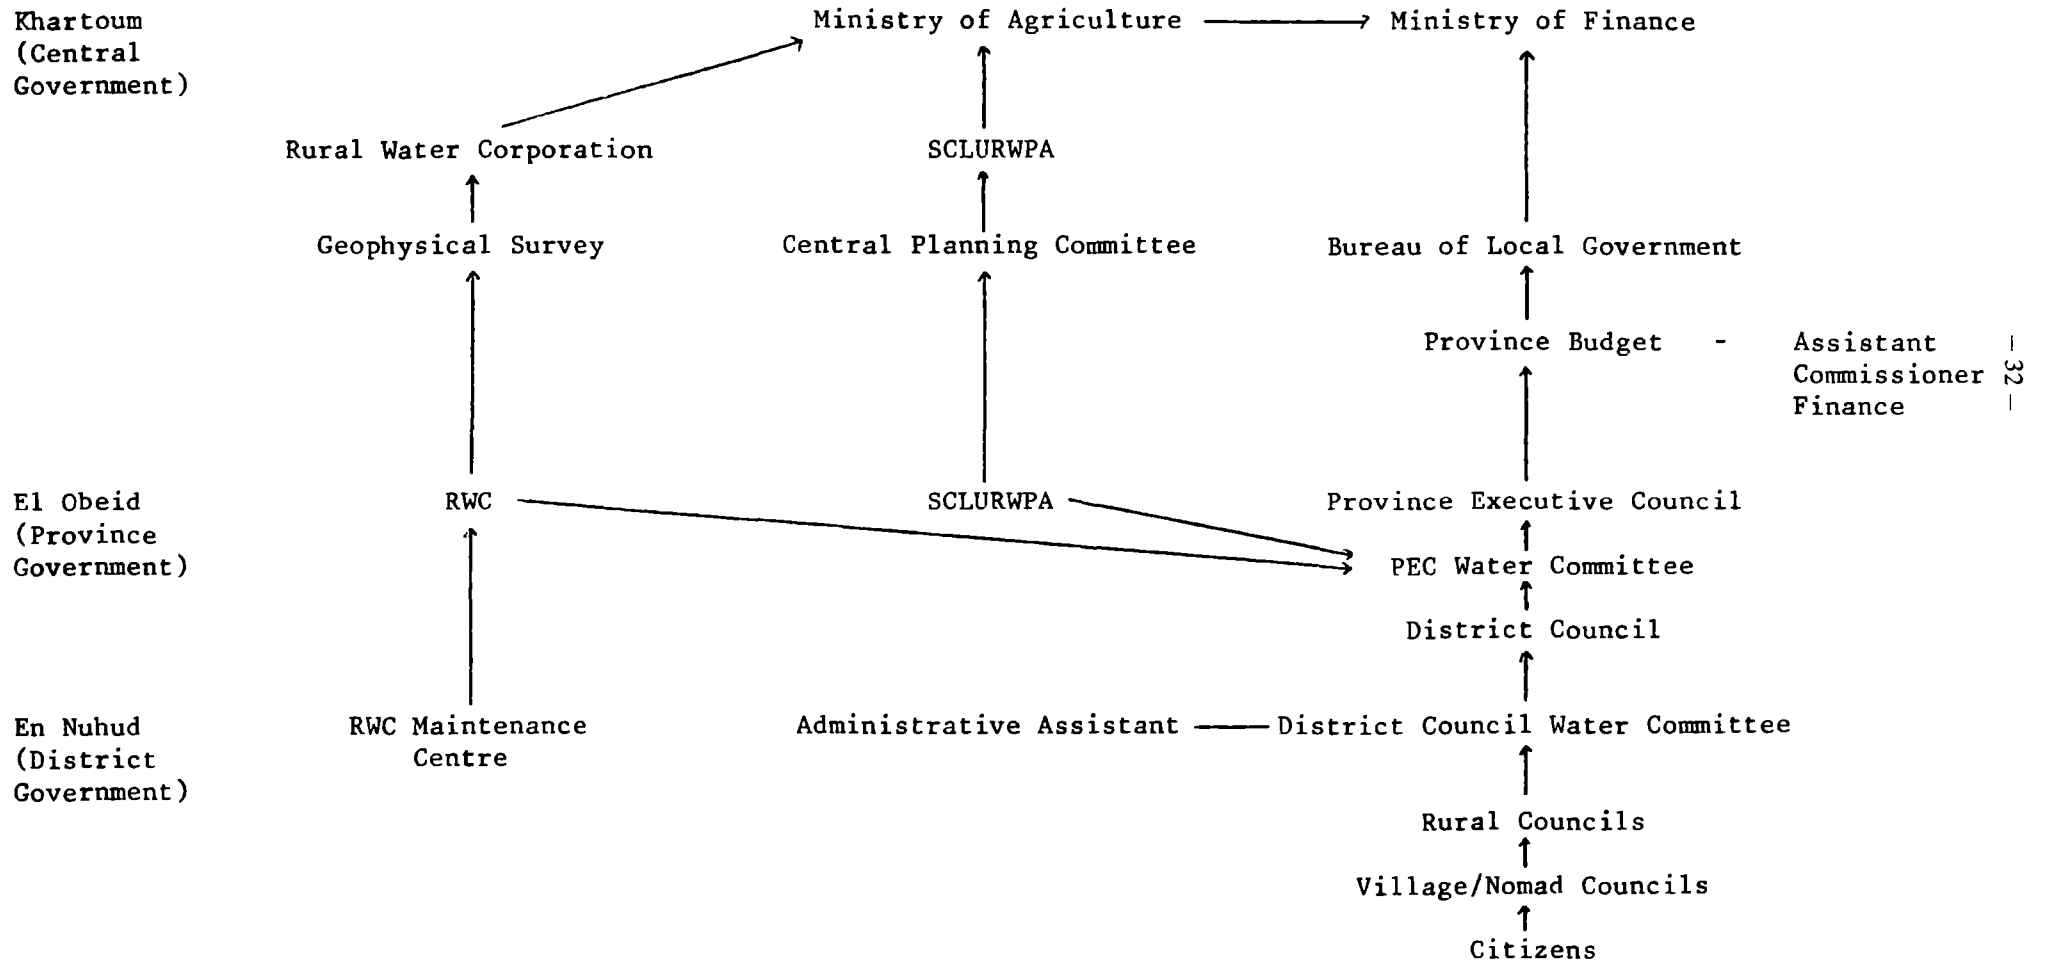 Khartoum
(Central
Government)
Ministry of Agriculture
Ministry of Finance
Rural Water Corporation
SCLURWPA
Geophysical Survey
Central Planning Committee
Bureau of Local Government
Province Budget -
Assistant
Commissioner
Finance
- 32 -
El Obeid
(Province
Government)
RWC
SCLURWPA
Province Executive Council
PEC Water Committee
District Council
En Nuhud
(District
Government)
RWC Maintenance
Centre
Administrative Assistant
District Council Water Committee
Rural Councils
Village/Nomad Councils
Citizens